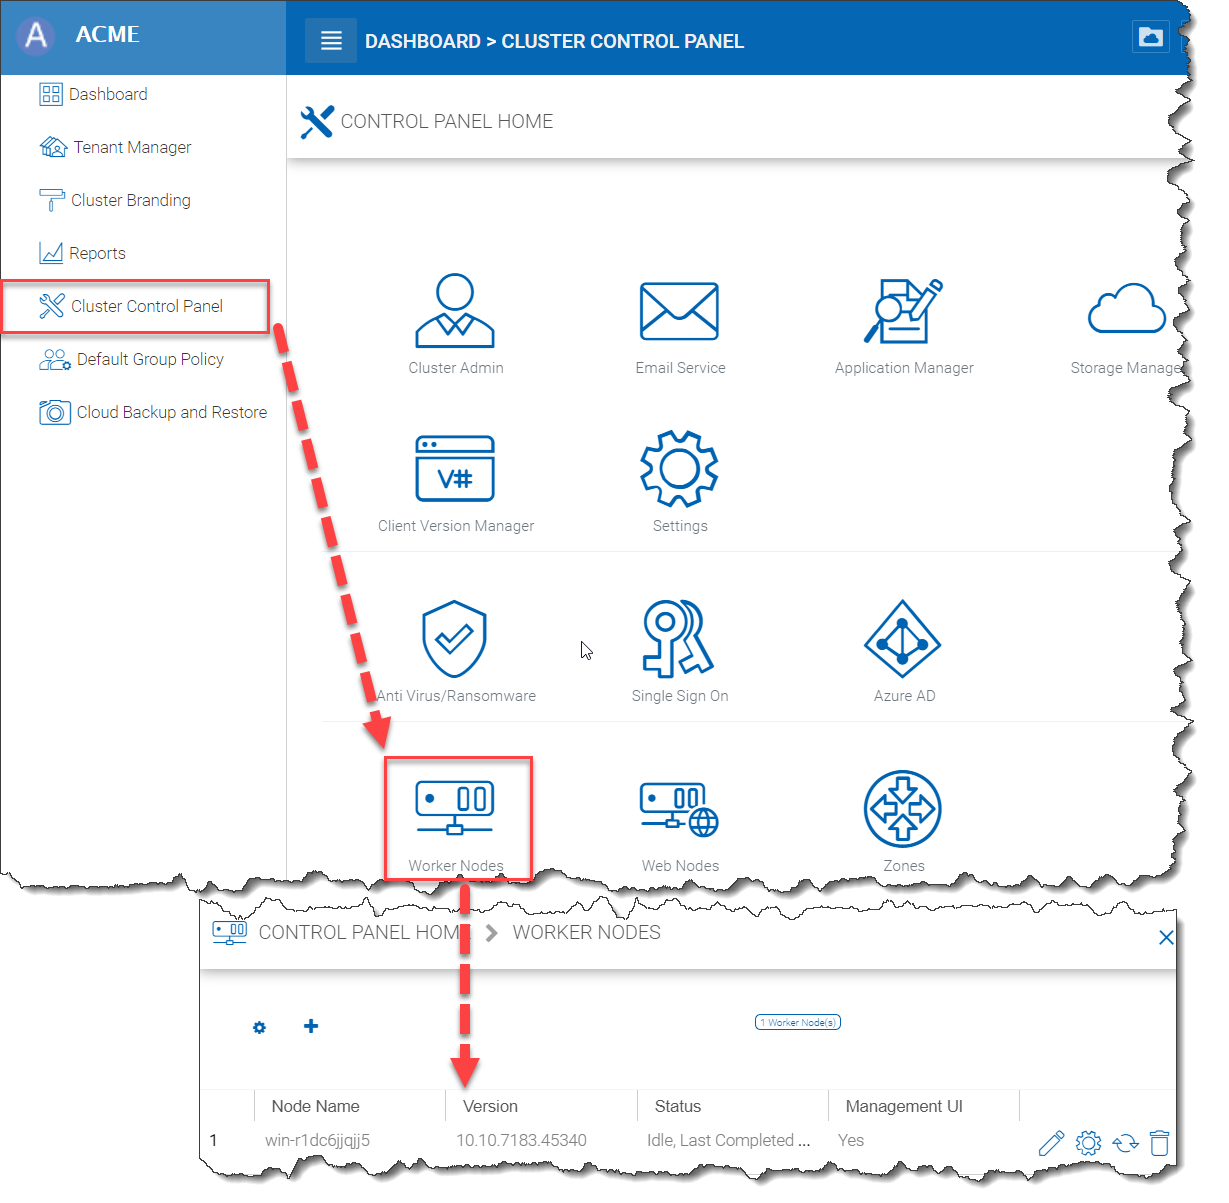 A ACME
DASHBOARD > CLUSTER CONTROL PANEL
Dashboard
Tenant Manager
Cluster Branding
Reports
Cluster Control Panel
Default Group Policy
Cloud Backup and Restore
CONTROL PANEL HOME
Cluster Admin
Email Service
Application Manager
Storage Manage
V#
Client Version Manager
Settings
Anti Virus/Ransomware
Single Sign On
Azure AD
Worker Nodes
Web Nodes
Zones
CONTROL PANEL HOME > WORKER NODES
1 Worker Node(s)
Node Name Version Status Management UI
1 win-r1dc6jjqjj5 10.10.7183.45340 Idle, Last Completed ... Yes